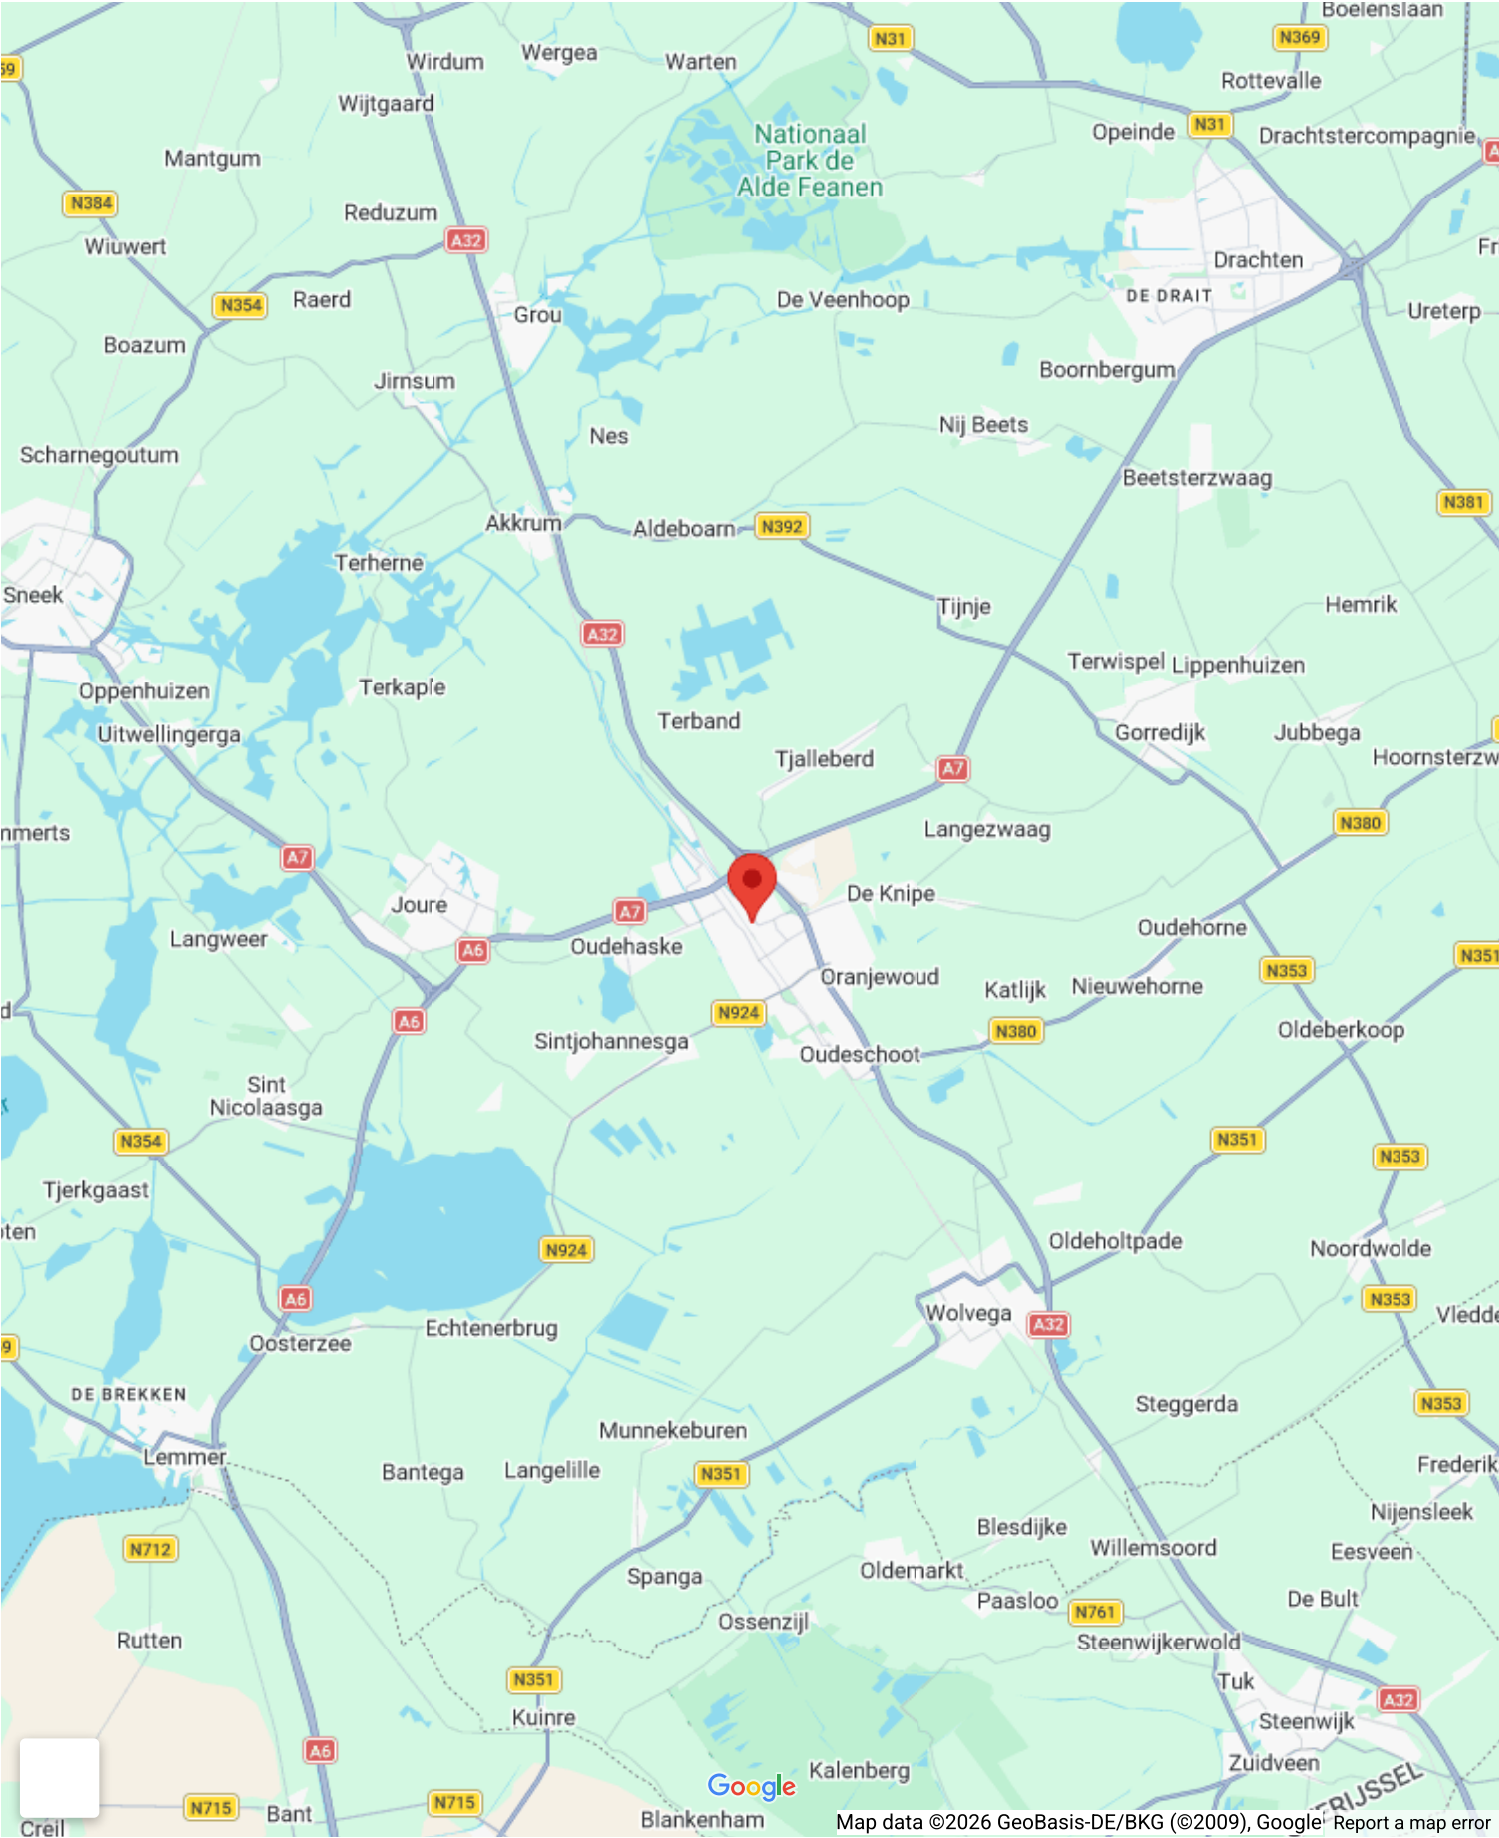 Boelenslaan
N31
N369
Wirdum
Wergea
Warten
59
Rottevalle
Wijtgaard
N31
Opeinde
Drachtstercompagnie
Nationaal
Park de
Alde Feanen
A
Mantgum
N384
Reduzum
A32
Wiuwert
Fr
Drachten
DE DRAIT
N354
Raerd
De Veenhoop
Grou
Ureterp
Boazum
Boornbergum
Jirnsum
Nij Beets
Nes
Scharnegoutum
Beetsterzwaag
N381
Akkrum
Aldeboarn
N392
Terherne
Sneek
Tijnje
Hemrik
A32
Terwispel
Lippenhuizen
Oppenhuizen
Terkaple
Terband
Uitwellingerga
Gorredijk
Jubbega
Tjalleberd
A7
Hoornsterzw
N380
Langezwaag
mmerts
A7
De Knipe
Joure
A7
Langweer
A6
Oudehaske
Oudehorne
N351
N353
Oranjewoud
Katlijk
Nieuwehorne
d
A6
N924
N380
Oldeberkoop
Sintjohannesga
Oudeschoot
Sint
Nicolaasga
N354
N351
N353
Tjerkgaast
oten
N924
Oldeholtpade
Noordwolde
A6
N353
Wolvega
A32
Vledde
Oosterzee
Echtenerbrug
9
DE BREKKEN
Steggerda
N353
Munnekeburen
Lemmer
Bantega
Langelille
N351
Frederik
Nijensleek
Blesdijke
N712
Willemsoord
Eesveen
Spanga
Oldemarkt
De Bult
Paasloo
N761
Ossenzijl
Rutten
Steenwijkerwold
N351
Tuk
A32
Kuinre
Steenwijk
A6
Zuidveen
Kalenberg
Google
N715
Bant
N715
Blankenham
ERIJSSEL
Creil
Map data ©2026 GeoBasis-DE/BKG (©2009), Google
Report a map error